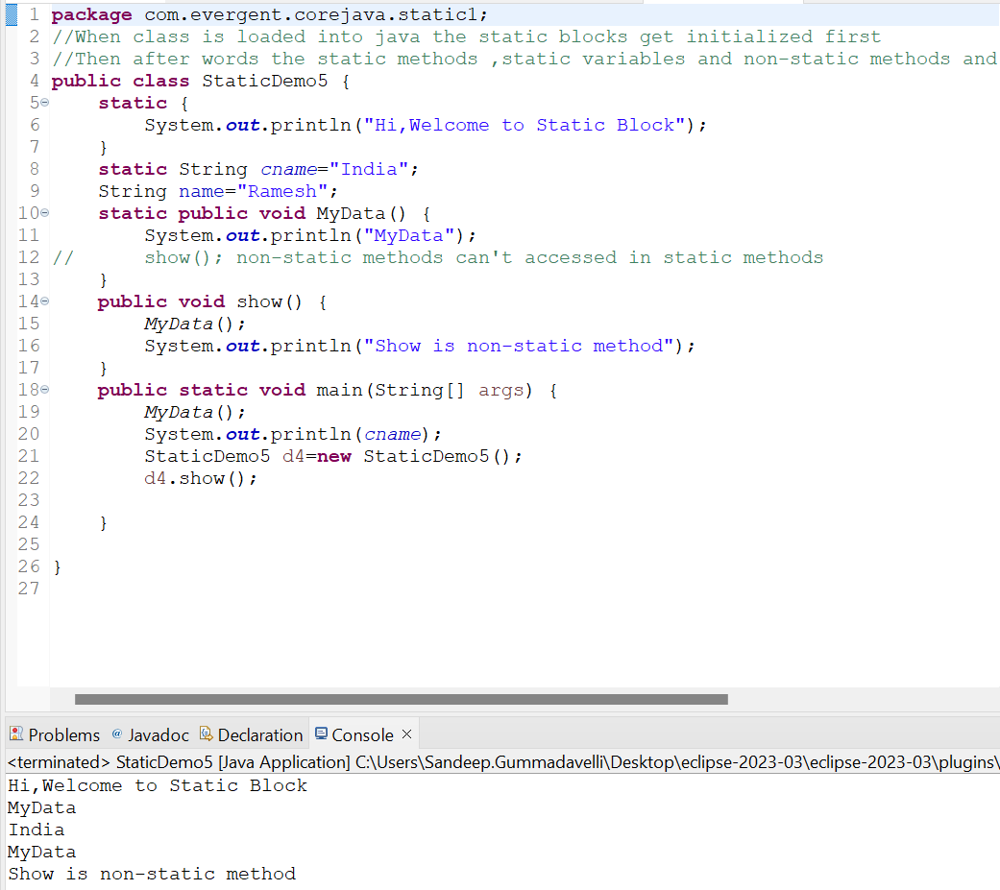 1 package com.evergent.corejava.static1;
2 //When class is loaded into java the static blocks get initialized first
3 //Then after words the static methods ,static variables and non-static methods and
4 public class StaticDemo5 {
5 static {
6 System.out.println("Hi,Welcome to Static Block");
7 }
8 static String cname="India";
9 String name="Ramesh";
10 static public void MyData() {
11 System.out.println("MyData");
12 // show(); non-static methods can't accessed in static methods
13 }
14 public void show() {
15 MyData();
16 System.out.println("Show is non-static method");
17 }
18 public static void main(String[] args) {
19 MyData();
20 System.out.println(cname);
21 StaticDemo5 d4=new StaticDemo5();
22 d4.show();
23
24 }
25
26 }
27
Problems @ Javadoc Declaration Console ×
<terminated> StaticDemo5 [Java Application] C:\Users\Sandeep.Gummadavelli\Desktop\eclipse-2023-03\eclipse-2023-03\plugins\
Hi,Welcome to Static Block
MyData
India
MyData
Show is non-static method